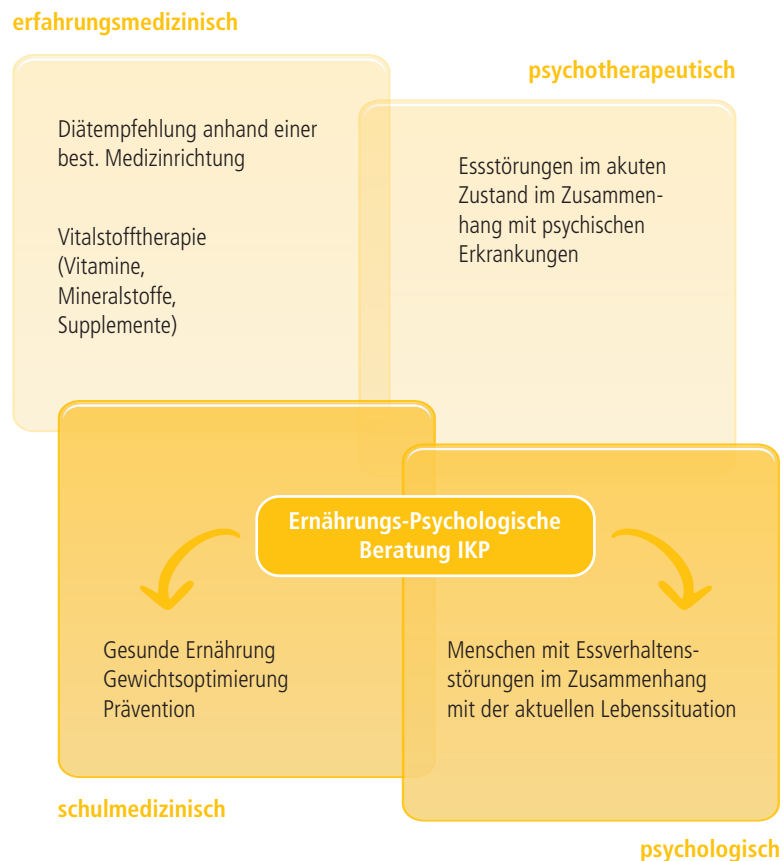 erfahrungsmedizinisch
psychotherapeutisch
Diätempfehlung anhand einer
best. Medizinrichtung
Vitalstofftherapie
(Vitamine,
Mineralstoffe,
Supplemente)
Essstörungen im akuten
Zustand im Zusammen-
hang mit psychischen
Erkrankungen
Ernährungs-Psychologische
Beratung IKP
Gesunde Ernährung
Gewichtsoptimierung
Prävention
Menschen mit Essverhaltens-
störungen im Zusammenhang
mit der aktuellen Lebenssituation
schulmedizinisch
psychologisch